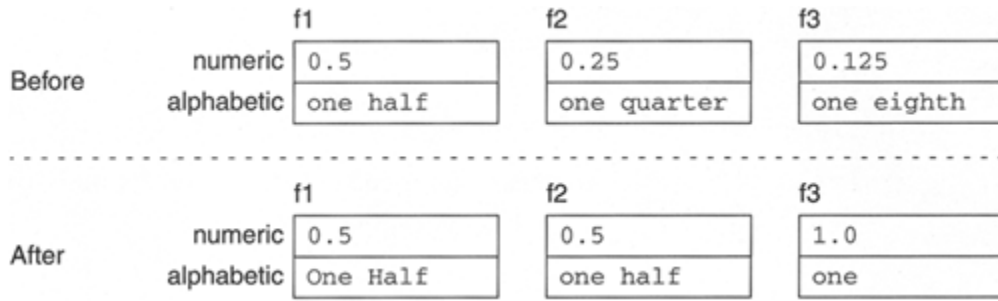 f1 f2 f3
numeric 0.5 0.25 0.125
Before
alphabetic one half one quarter one eighth
f1 f2 f3
numeric 0.5 0.5 1.0
After
alphabetic One Half one half one